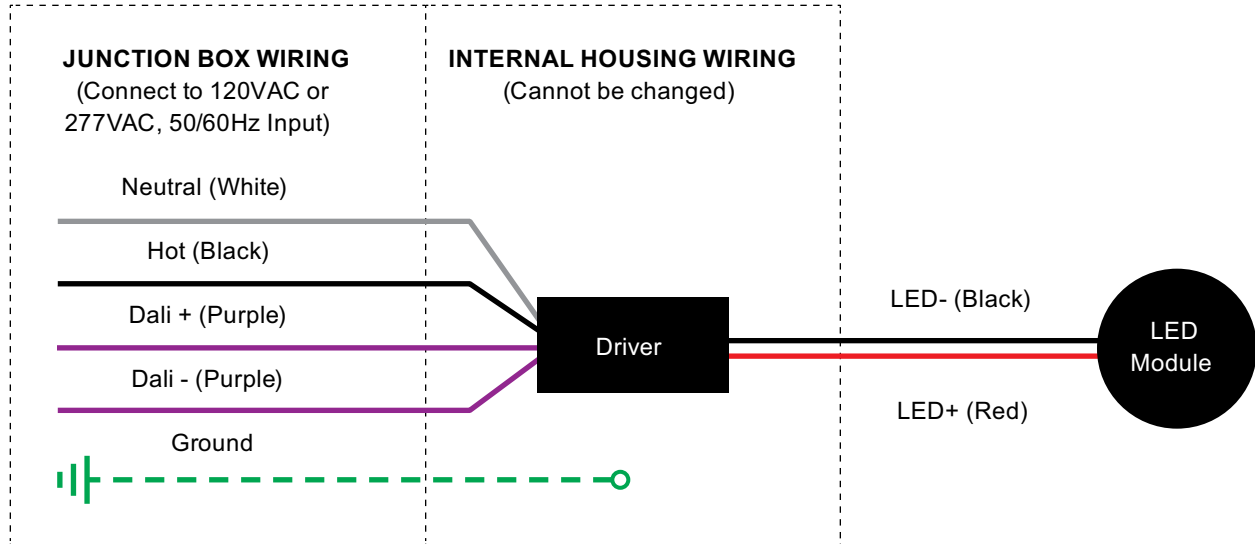 JUNCTION BOX WIRING
(Connect to 120VAC or
277VAC, 50/60Hz Input)
INTERNAL HOUSING WIRING
(Cannot be changed)
Neutral (White)
Hot (Black)
Dali + (Purple)
Dali - (Purple)
Ground
Driver
LED- (Black)
LED+ (Red)
LED
Module